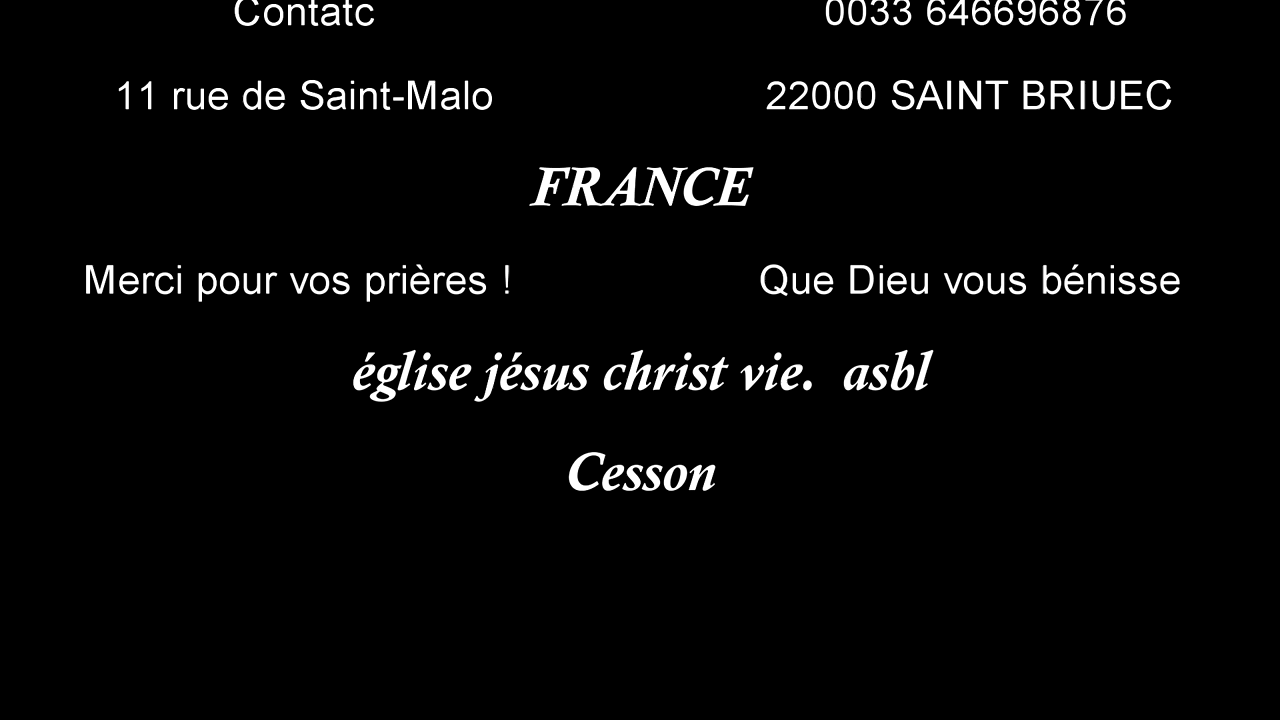 Contatc 0033 646696876
11 rue de Saint-Malo 22000 SAINT BRIUEC
FRANCE
Merci pour vos prières ! Que Dieu vous bénisse
église jésus christ vie. asbl
Cesson